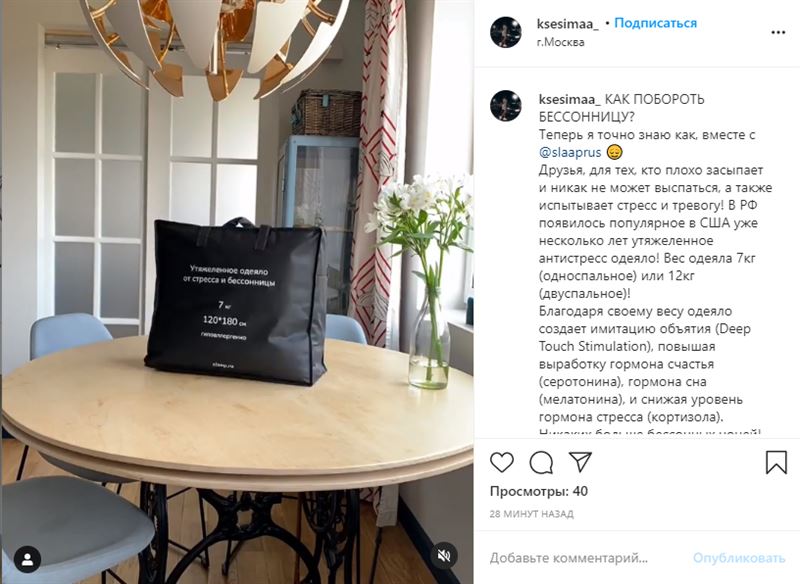 Утяжеленное одеяло
от стресса и бессонницы
7 кг
120*180 см
гипоаллергенно
slaap.ru
ksesimaa_ • Подписаться
г.Москва
ksesimaa_ КАК ПОБОРОТЬ
БЕССОННИЦУ?
Теперь я точно знаю как, вместе с
@slaaprus
Друзья, для тех, кто плохо засыпает
и никак не может выспаться, а также
испытывает стресс и тревогу! В РФ
появилось популярное в США уже
несколько лет утяжеленное
антистресс одеяло! Вес одеяла 7кг
(односпальное) или 12кг
(двуспальное)!
Благодаря своему весу одеяло
создает имитацию объятия (Deep
Touch Stimulation), повышая
выработку гормона счастья
(серотонина), гормона сна
(мелатонина), и снижая уровень
гормона стресса (кортизола).
Никаких больше бессонных ночей!
Просмотры: 40
28 МИНУТ НАЗАД
Добавьте комментарий... Опубликовать